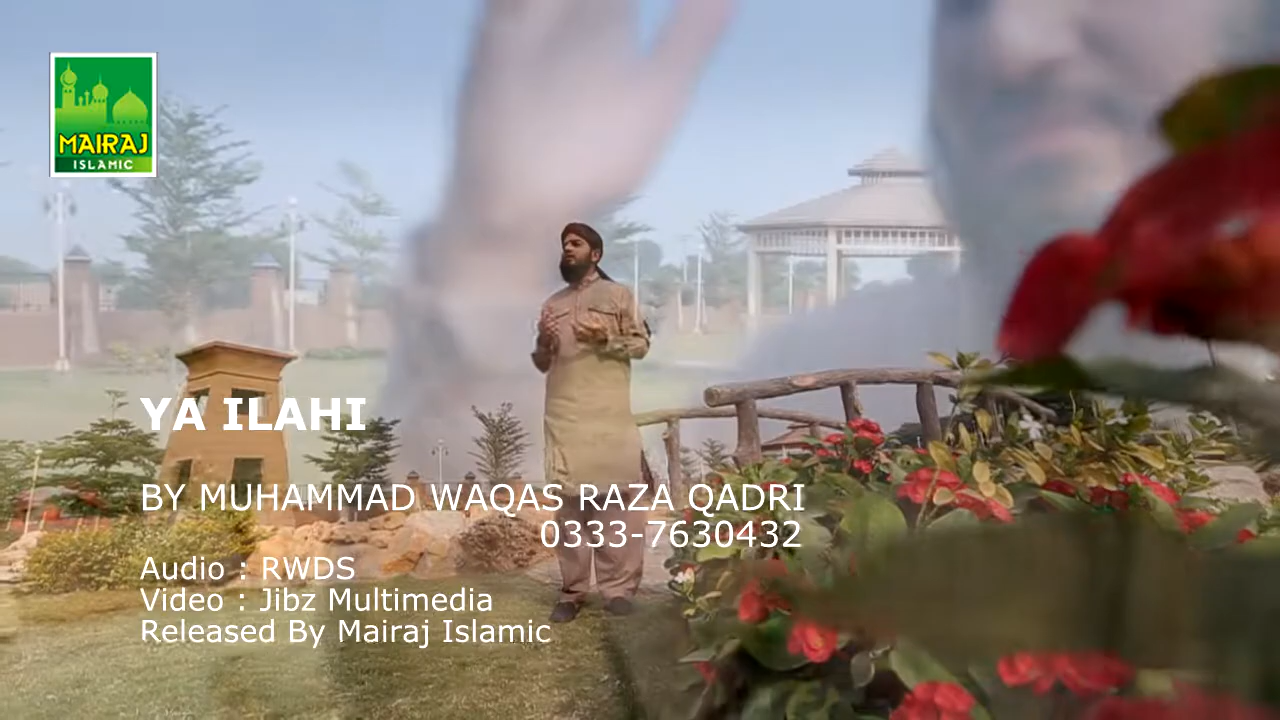 MAIRAJ
ISLAMIC
YA ILAHI
BY MUHAMMAD WAQAS RAZA QADRI
0333-7630432
Audio : RWDS
Video : Jibz Multimedia
Released By Mairaj Islamic